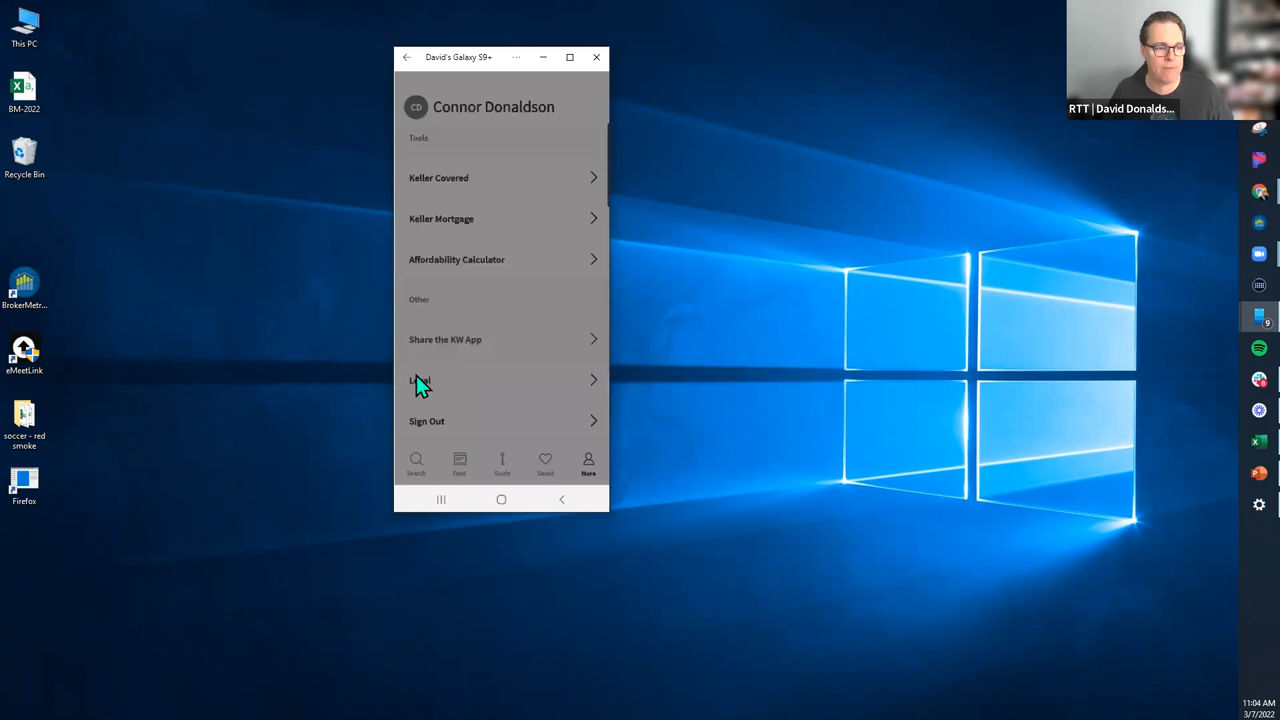 This PC
BM-2022
Recycle Bin
BrokerMetr...
eMeetLink
soccer - red
smoke
Firefox
David's Galaxy S9+
CD
Connor Donaldson
Tools
Keller Covered
Keller Mortgage
Affordability Calculator
Other
Share the KW App
Sign Out
Search
Feed
Guide
Saved
More
RTT | David Donalds...
9
11:04 AM
3/7/2022